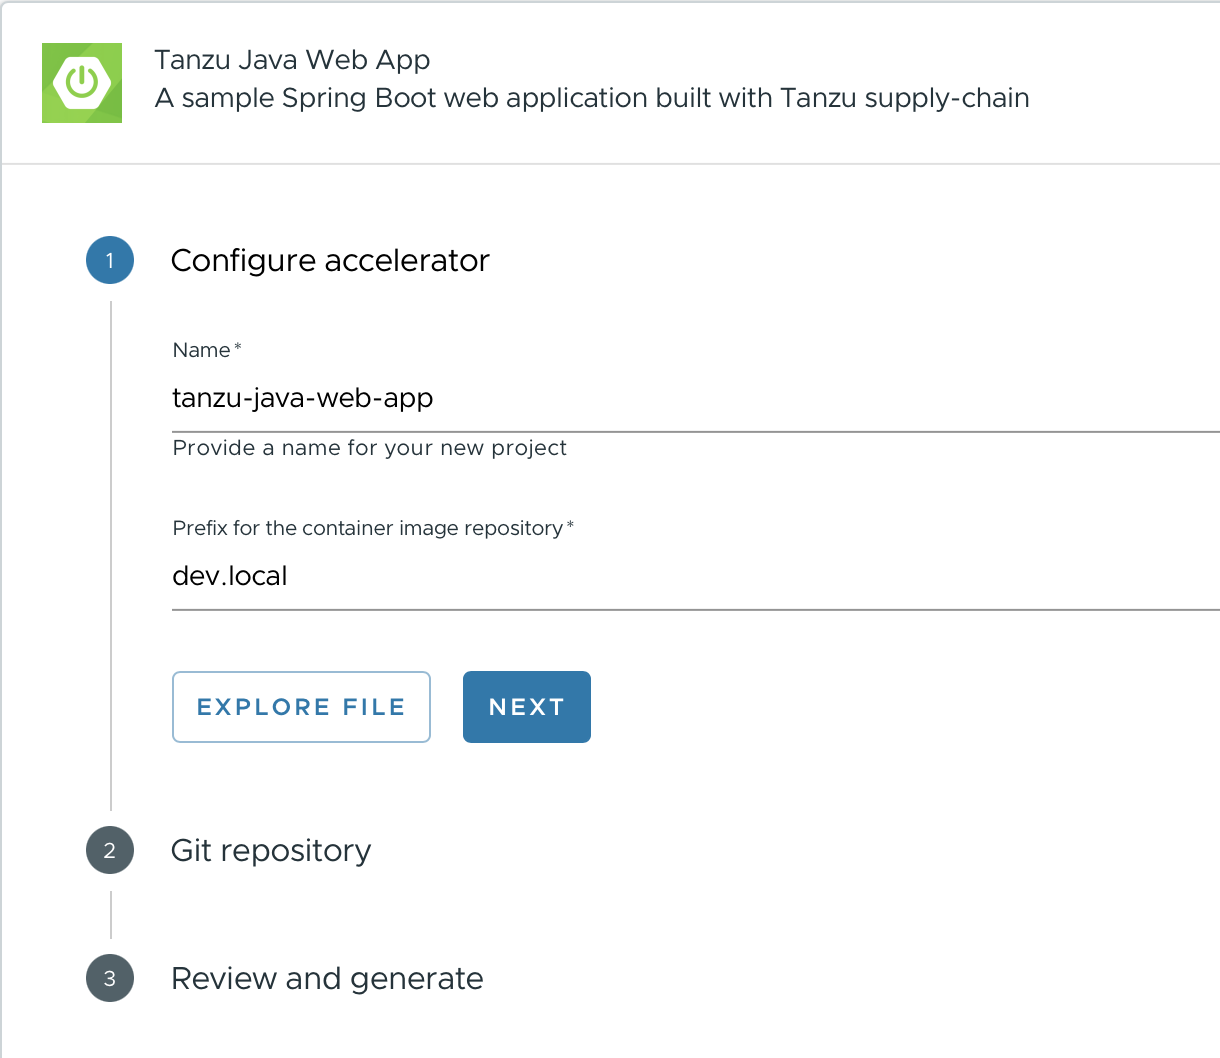 Tanzu Java Web App
A sample Spring Boot web application built with Tanzu supply-chain
1 Configure accelerator
Name*
tanzu-java-web-app
Provide a name for your new project
Prefix for the container image repository*
dev.local
EXPLORE FILE NEXT
2 Git repository
3 Review and generate